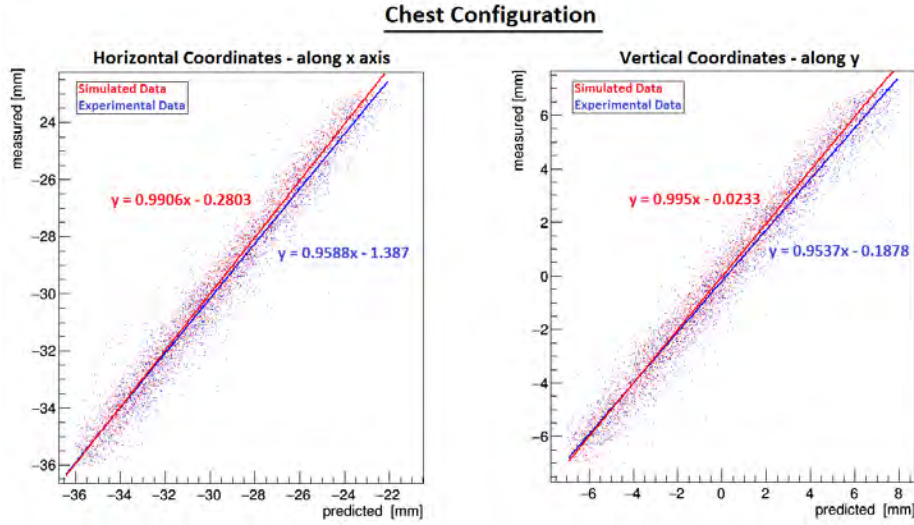 Chest Configuration
Horizontal Coordinates - along x axis
measured [mm]
Simulated Data
Experimental Data
24
-26
-28
-30
-32
-34
-36
y = 0.9906x - 0.2803
y = 0.9588x - 1.387
-36 -34 -32 -30 -28 -26 -24 -22
predicted [mm]
Vertical Coordinates - along y
measured [mm]
Simulated Data
Experimental Data
6
4
2
0
-2
-4
-6
y = 0.995x - 0.0233
y = 0.9537x - 0.1878
-6 -4 -2 0 2 4 6 8
predicted [mm]